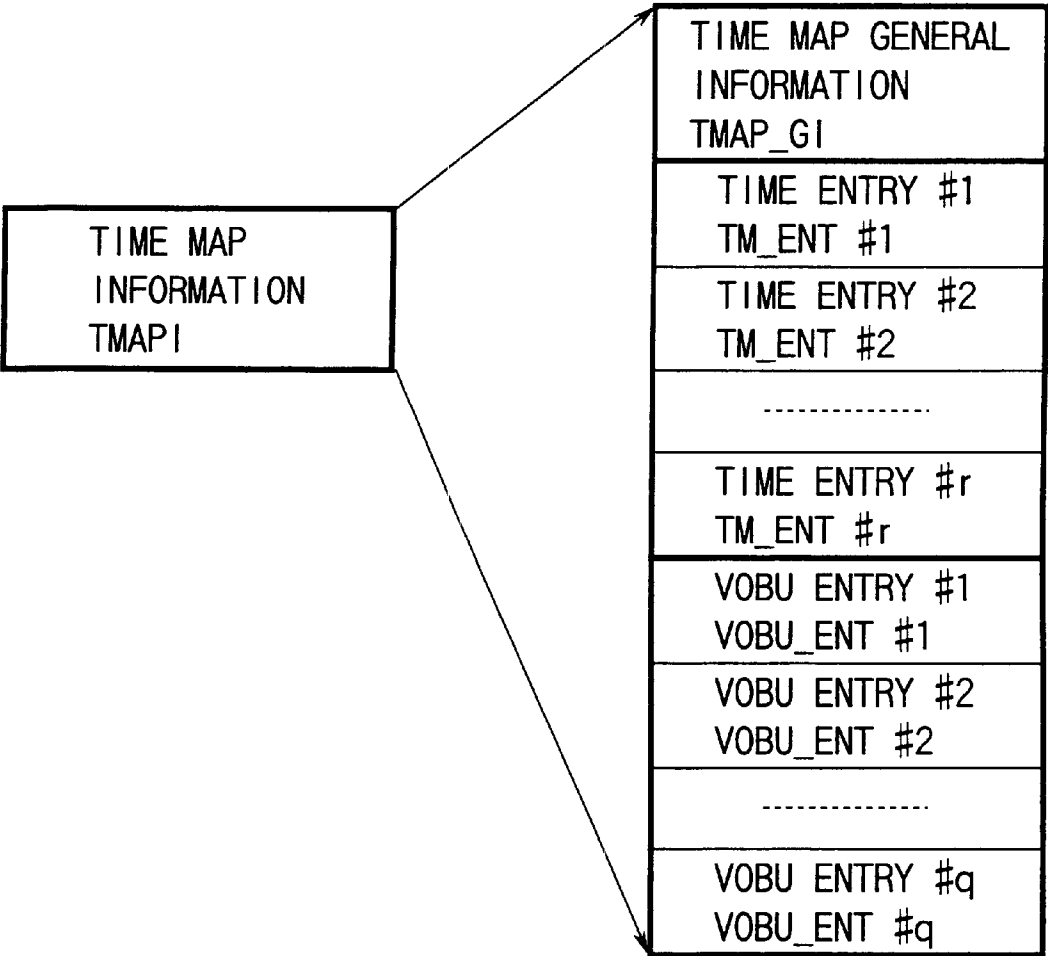 TIME MAP
INFORMATION
TMAPI
TIME MAP GENERAL
INFORMATION
TMAP_GI
TIME ENTRY #1
TM_ENT #1
TIME ENTRY #2
TM_ENT #2
TIME ENTRY #r
TM_ENT #r
VOBU ENTRY #1
VOBU_ENT #1
VOBU ENTRY #2
VOBU_ENT #2
VOBU ENTRY #q
VOBU_ENT #q